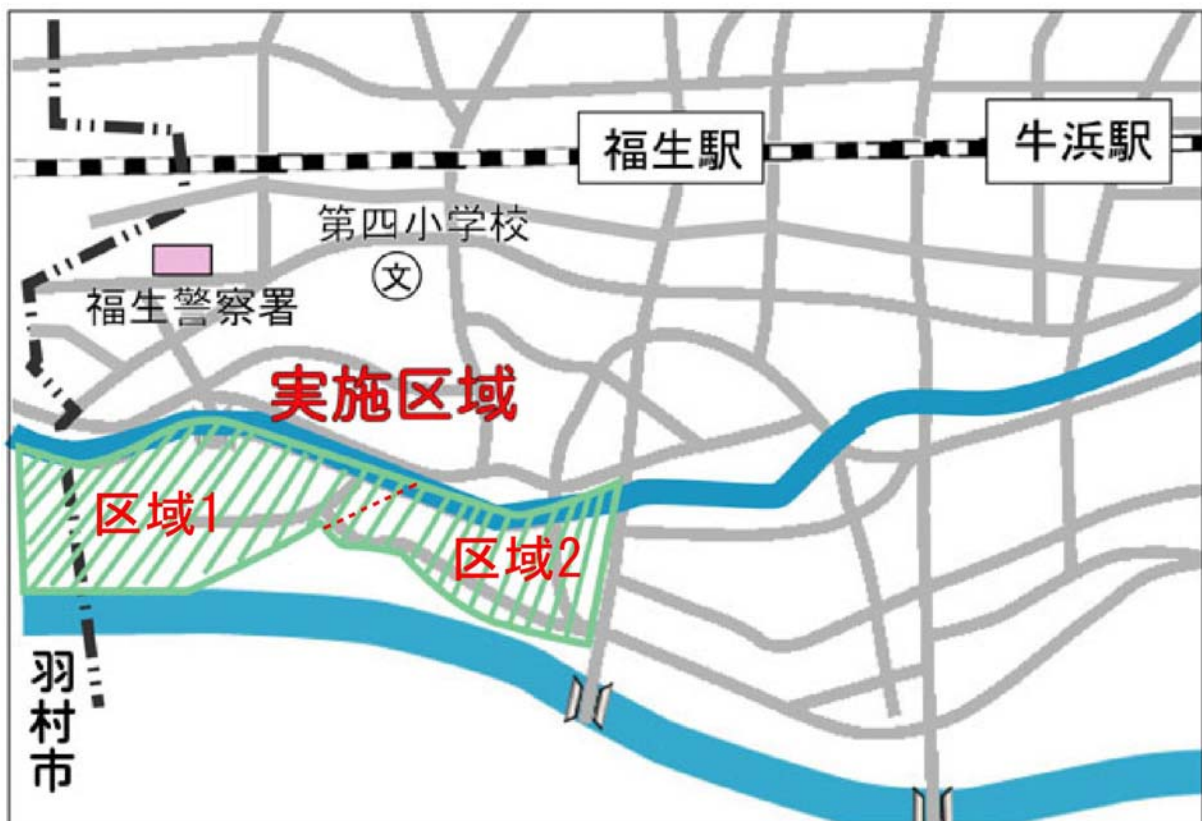 福生駅
牛浜駅
第四小学校
文
福生警察署
実施区域
区域1
区域2
羽村市